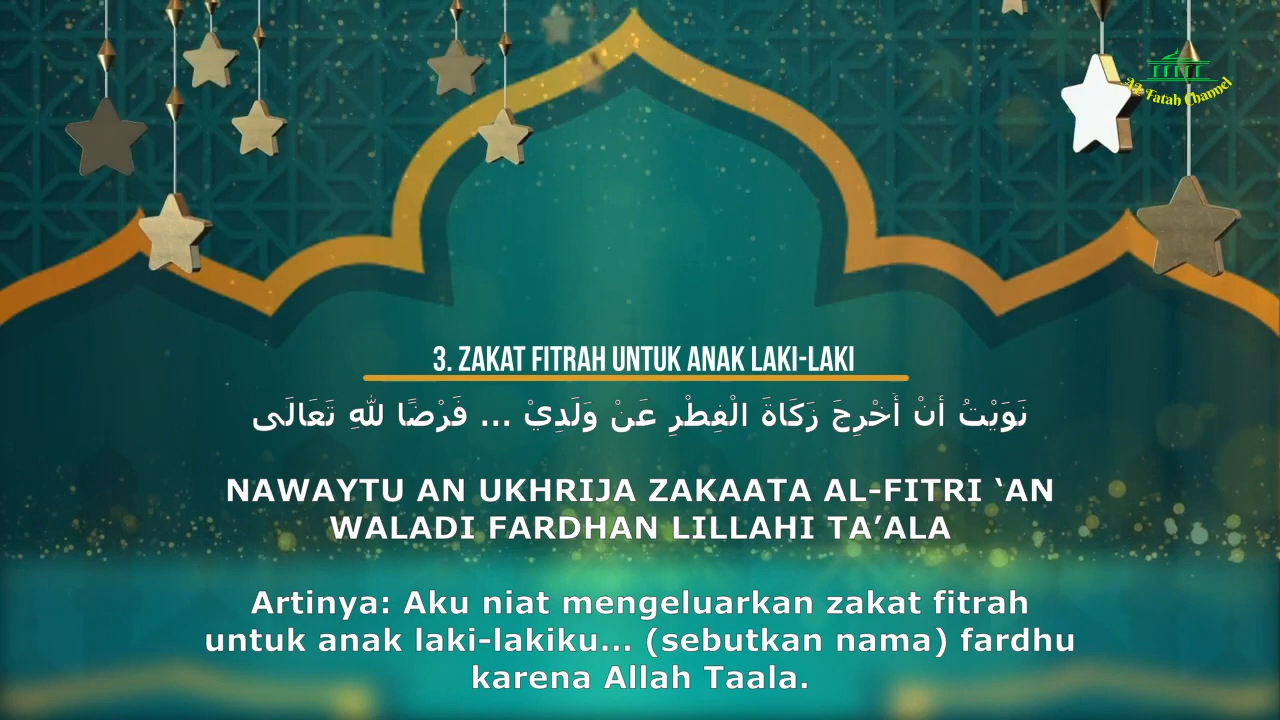 AL-Fatah Channel
3. ZAKAT FITRAH UNTUK ANAK LAKI-LAKI
نَوَيْتُ أَنْ أُخْرِجَ زَكَاةَ الْفِطْرِ عَنْ وَلَدِيْ ... فَرْضًا لِلّٰهِ تَعَالَى
NAWAYTU AN UKHRIJA ZAKAATA AL-FITRI ‘AN
WALADI FARDHAN LILLAHI TA’ALA
Artinya: Aku niat mengeluarkan zakat fitrah
untuk anak laki-lakiku... (sebutkan nama) fardhu
karena Allah Taala.